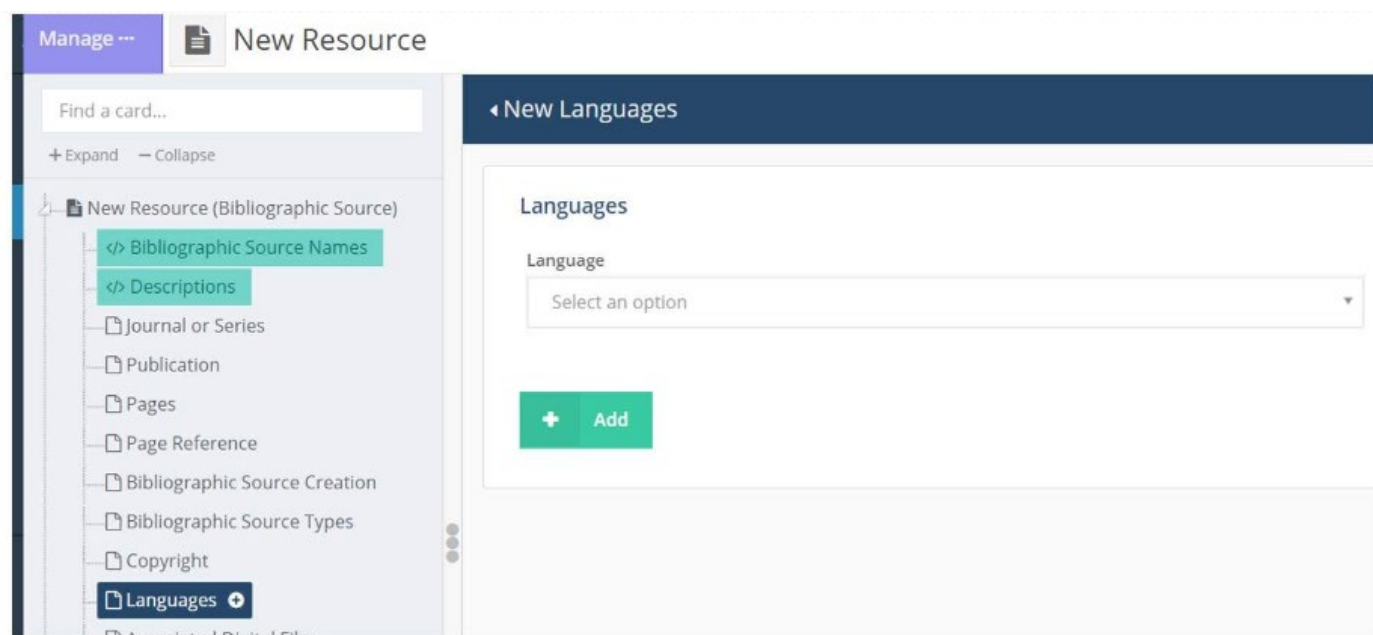 Manage ···
New Resource
Find a card...
+ Expand − Collapse
New Languages
New Resource (Bibliographic Source)
</> Bibliographic Source Names
</> Descriptions
Journal or Series
Publication
Pages
Page Reference
Bibliographic Source Creation
Bibliographic Source Types
Copyright
Languages
Languages
Language
Select an option
+ Add